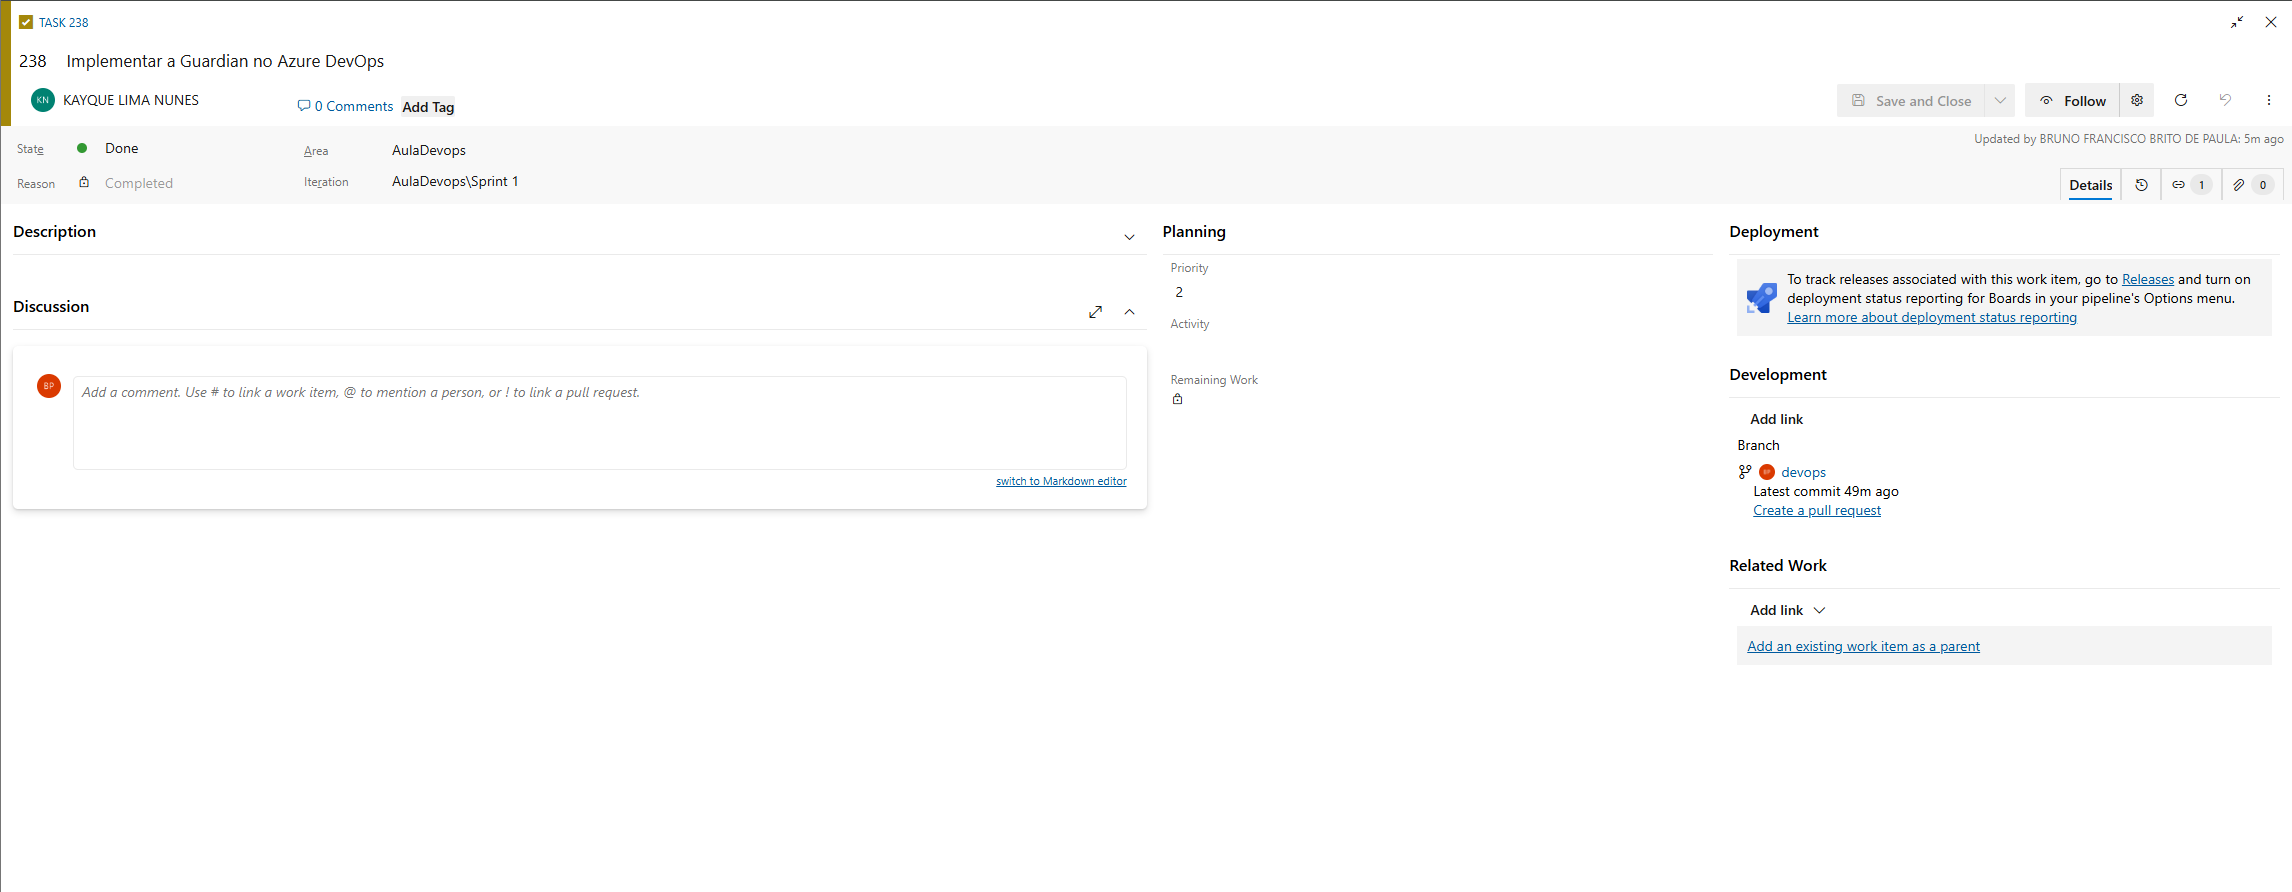 TASK 238
238 Implementar a Guardian no Azure DevOps
KN KAYQUE LIMA NUNES
0 Comments Add Tag
Save and Close
Follow
State Done
Area AulaDevops
Updated by BRUNO FRANCISCO BRITO DE PAULA: 5m ago
Reason Completed
Iteration AulaDevops\Sprint 1
Details
1
0
Description
Discussion
BP
Add a comment. Use # to link a work item, @ to mention a person, or ! to link a pull request.
switch to Markdown editor
Planning
Priority
2
Activity
Remaining Work
Deployment
To track releases associated with this work item, go to Releases and turn on
deployment status reporting for Boards in your pipeline's Options menu.
Learn more about deployment status reporting
Development
Add link
Branch
BP devops
Latest commit 49m ago
Create a pull request
Related Work
Add link
Add an existing work item as a parent